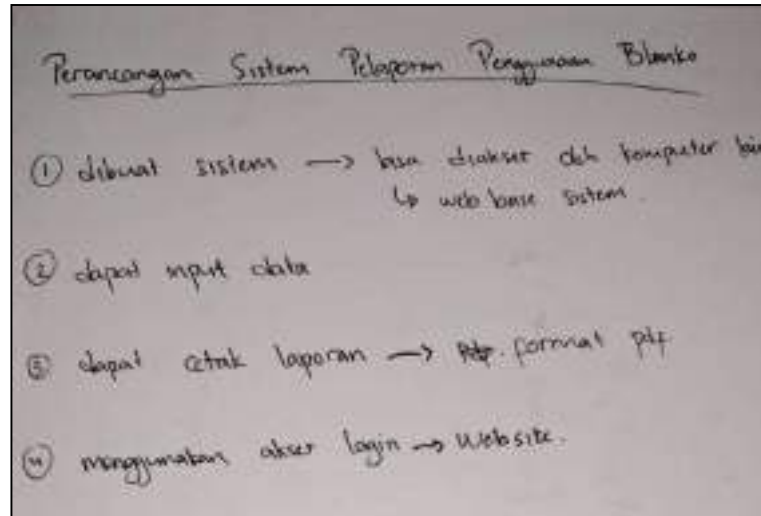 Perancangan Sistem Pelaporan Penggunaan Blanko
① dibuat sistem → bisa diakses oleh komputer lain
↳ web base sistem.
② dapat input data
③ dapat cetak laporan → format pdf
④ menggunakan akses login → website.